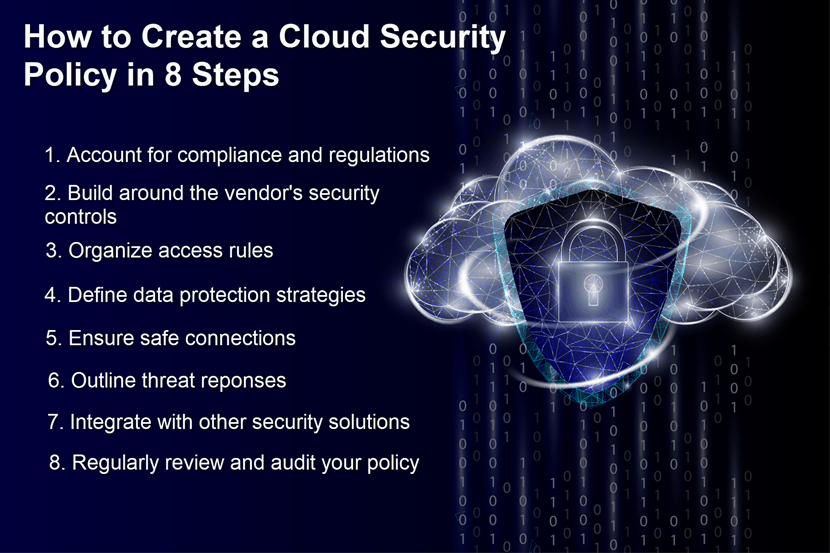 How to Create a Cloud Security
Policy in 8 Steps
1. Account for compliance and regulations
2. Build around the vendor's security
controls
3. Organize access rules
4. Define data protection strategies
5. Ensure safe connections
6. Outline threat reponses
7. Integrate with other security solutions
8. Regularly review and audit your policy